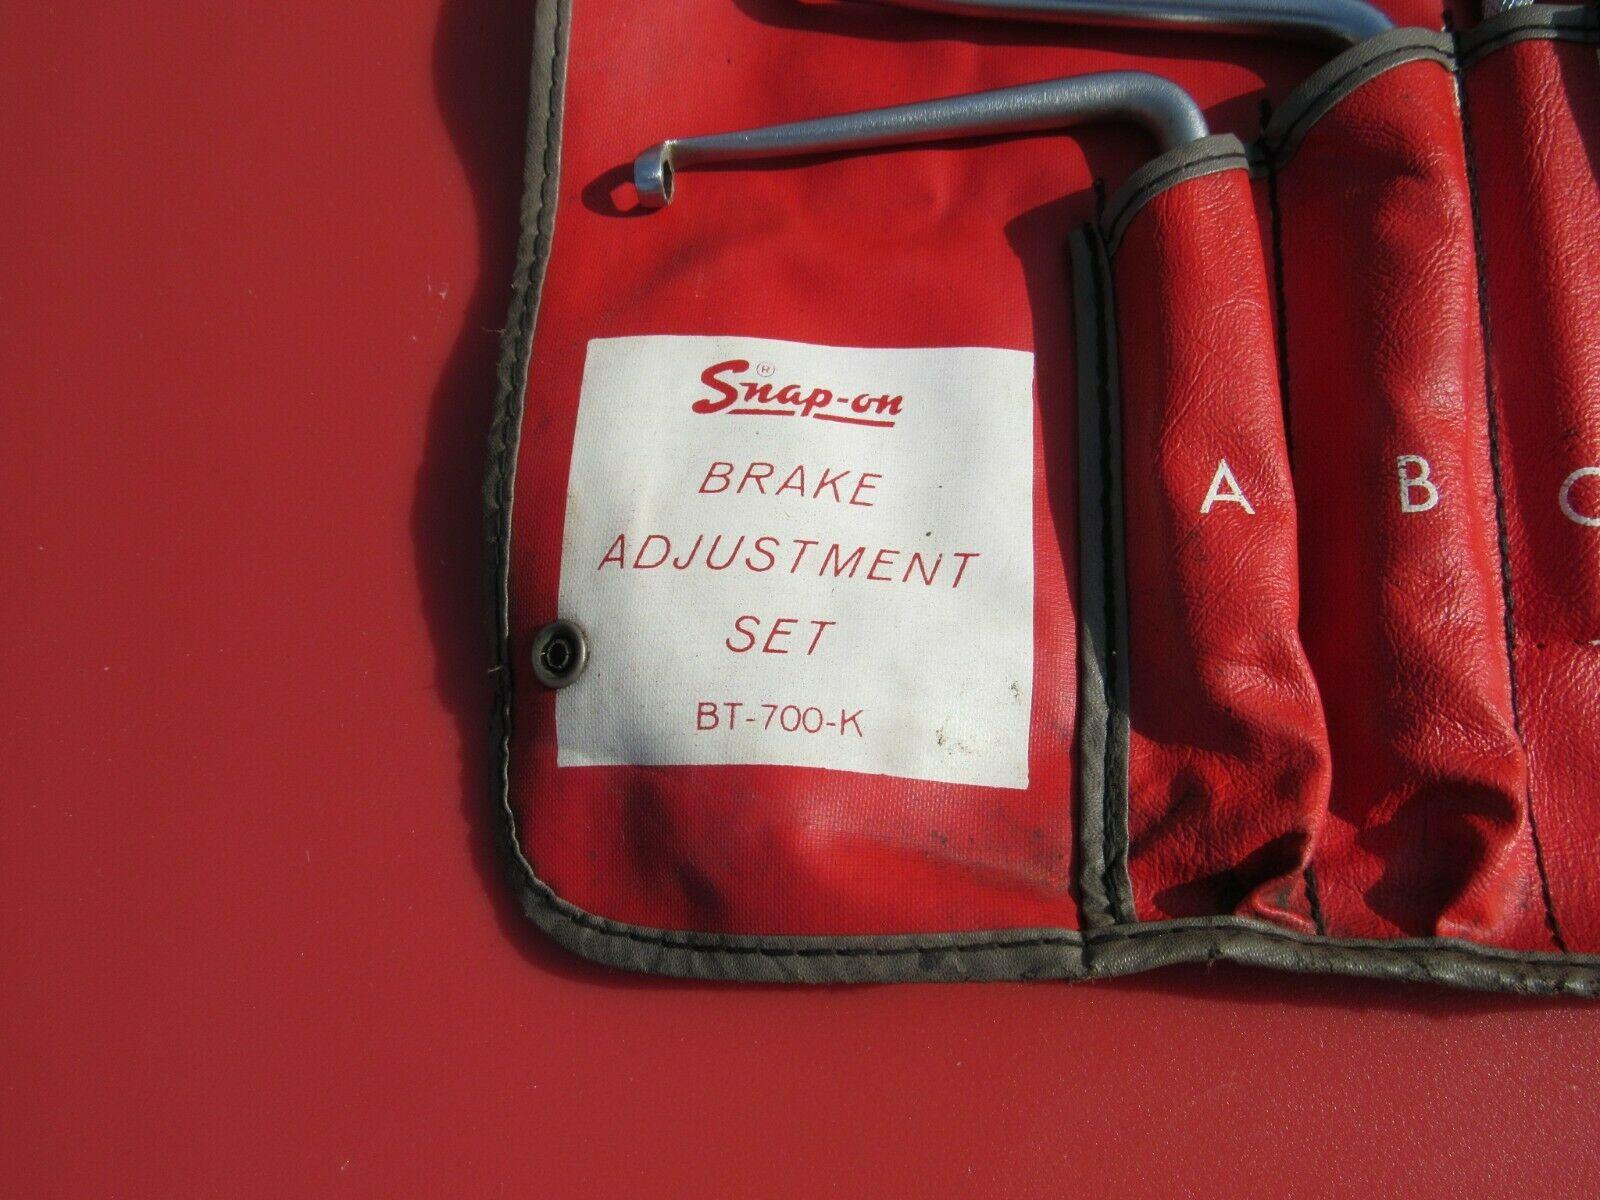 Snap-on®
BRAKE
ADJUSTMENT
SET
BT-700-K
A
B
C